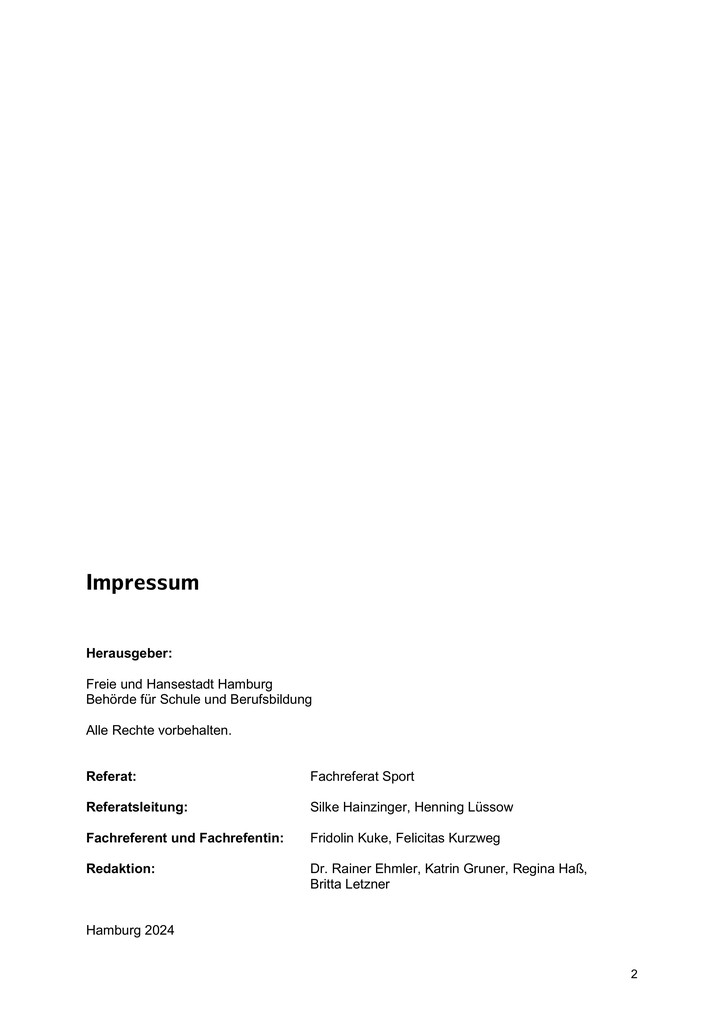 Impressum
Herausgeber:
Freie und Hansestadt Hamburg
Behörde für Schule und Berufsbildung
Alle Rechte vorbehalten.
Referat: Fachreferat Sport
Referatsleitung: Silke Hainzinger, Henning Lüssow
Fachreferent und Fachrefentin: Fridolin Kuke, Felicitas Kurzweg
Redaktion: Dr. Rainer Ehmler, Katrin Gruner, Regina Haß,
Britta Letzner
Hamburg 2024
2